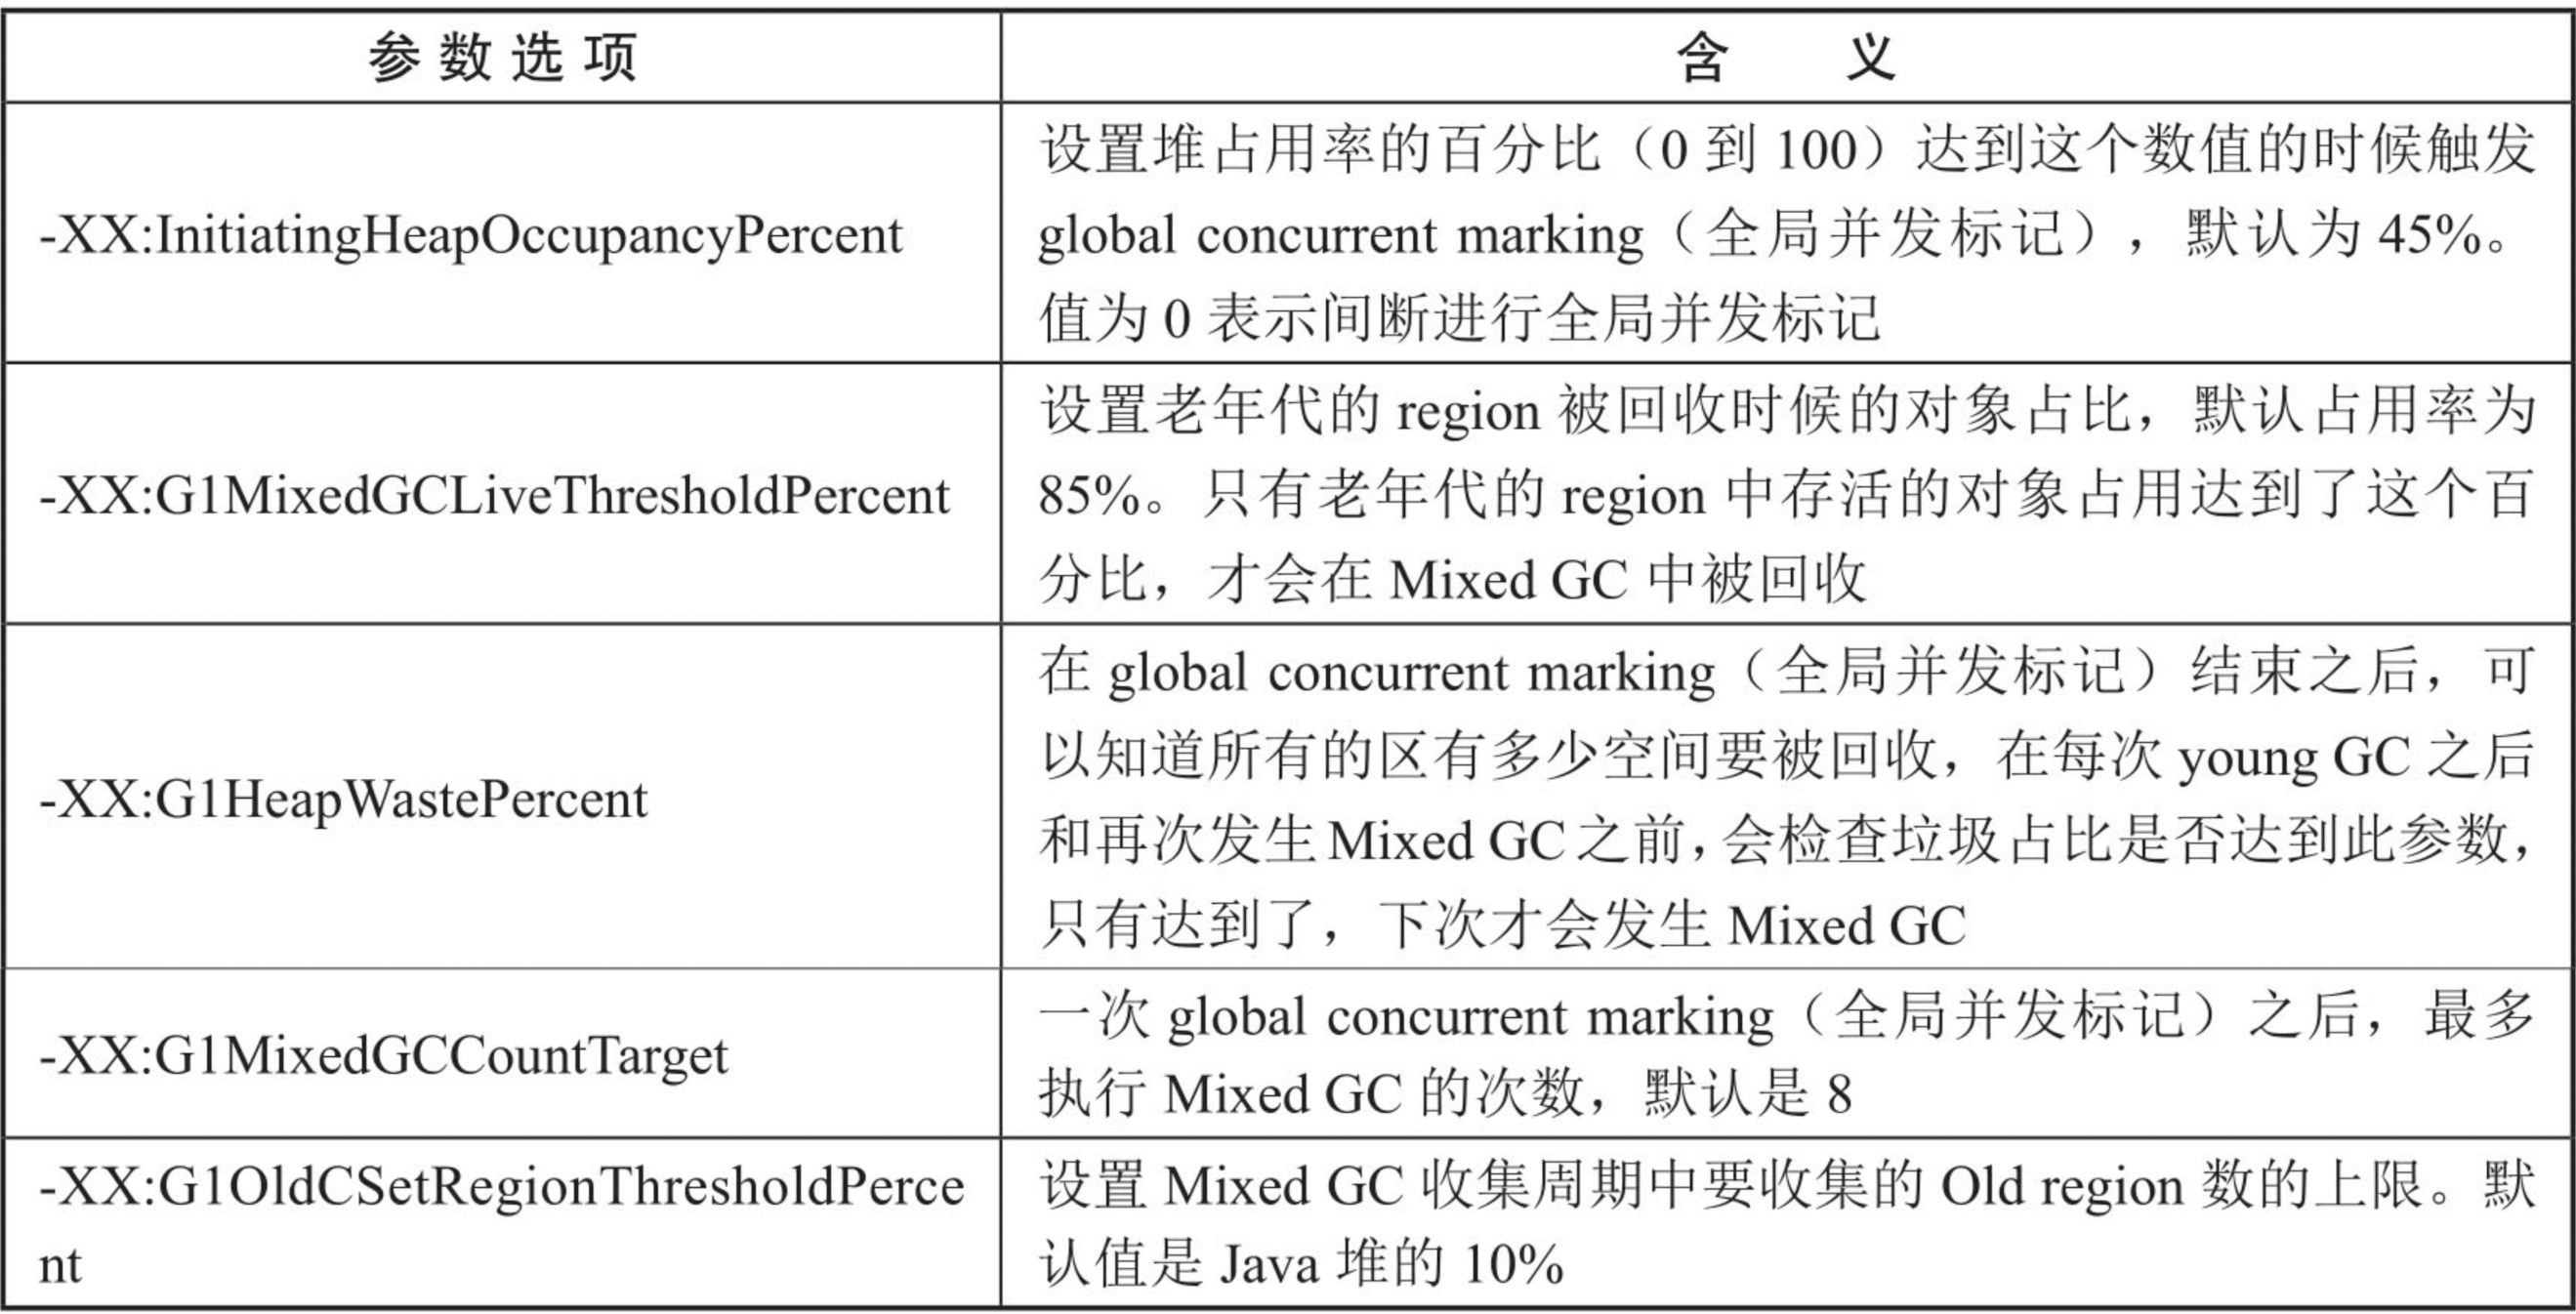 参数选项
含 义
-XX:InitiatingHeapOccupancyPercent
设置堆占用率的百分比（0 到 100）达到这个数值的时候触发
global concurrent marking（全局并发标记），默认为 45%。
值为 0 表示间断进行全局并发标记
-XX:G1MixedGCLiveThresholdPercent
设置老年代的 region 被回收时候的对象占比，默认占用率为
85%。只有老年代的 region 中存活的对象占用达到了这个百
分比，才会在 Mixed GC 中被回收
-XX:G1HeapWastePercent
在 global concurrent marking（全局并发标记）结束之后，可
以知道所有的区有多少空间要被回收，在每次 young GC 之后
和再次发生 Mixed GC 之前，会检查垃圾占比是否达到此参数，
只有达到了，下次才会发生 Mixed GC
-XX:G1MixedGCCountTarget
一次 global concurrent marking（全局并发标记）之后，最多
执行 Mixed GC 的次数，默认是 8
-XX:G1OldCSetRegionThresholdPerce
nt
设置 Mixed GC 收集周期中要收集的 Old region 数的上限。默
认值是 Java 堆的 10%